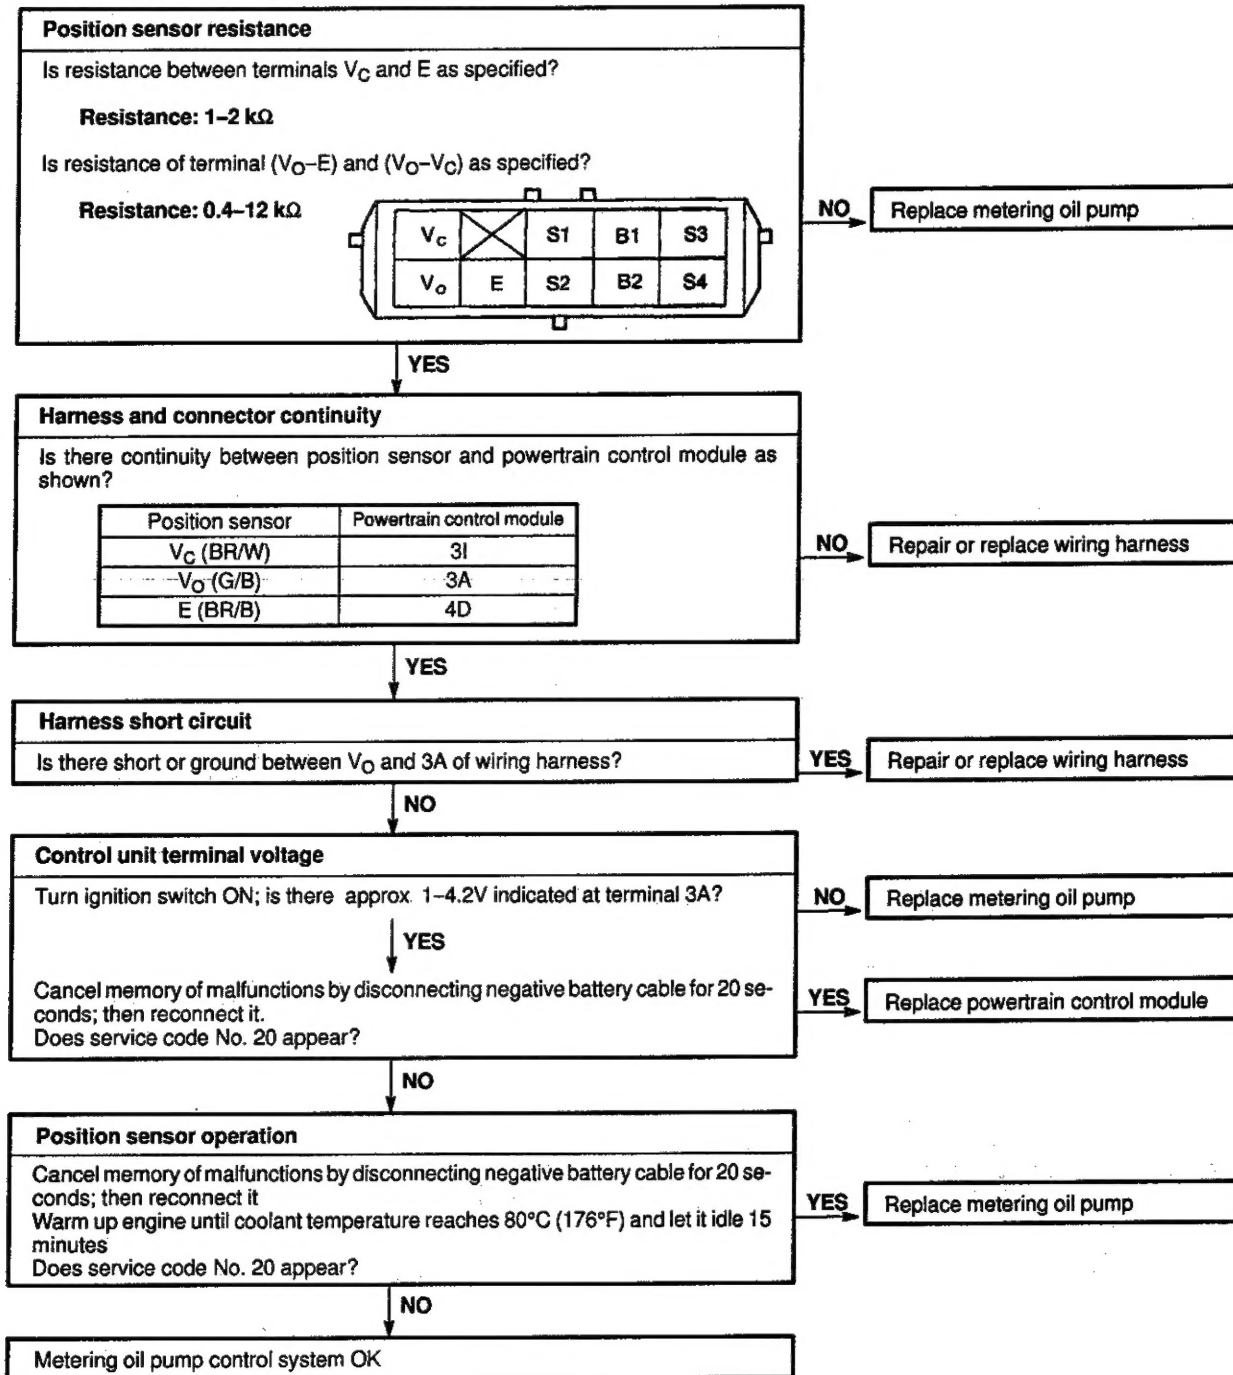 Position sensor resistance
Is resistance between terminals VC and E as specified?
Resistance: 1–2 kΩ
Is resistance of terminal (VO–E) and (VO–VC) as specified?
Resistance: 0.4–12 kΩ
VC S1 B1 S3
Vo E S2 B2 S4
NO
Replace metering oil pump
YES
Harness and connector continuity
Is there continuity between position sensor and powertrain control module as
shown?
Position sensor Powertrain control module
VC (BR/W) 3I
VO (G/B) 3A
E (BR/B) 4D
NO
Repair or replace wiring harness
YES
Harness short circuit
Is there short or ground between VO and 3A of wiring harness?
YES
Repair or replace wiring harness
NO
Control unit terminal voltage
Turn ignition switch ON; is there approx. 1–4.2V indicated at terminal 3A?
NO
Replace metering oil pump
YES
Cancel memory of malfunctions by disconnecting negative battery cable for 20 se-
conds; then reconnect it.
Does service code No. 20 appear?
YES
Replace powertrain control module
NO
Position sensor operation
Cancel memory of malfunctions by disconnecting negative battery cable for 20 se-
conds; then reconnect it
Warm up engine until coolant temperature reaches 80°C (176°F) and let it idle 15
minutes
Does service code No. 20 appear?
YES
Replace metering oil pump
NO
Metering oil pump control system OK